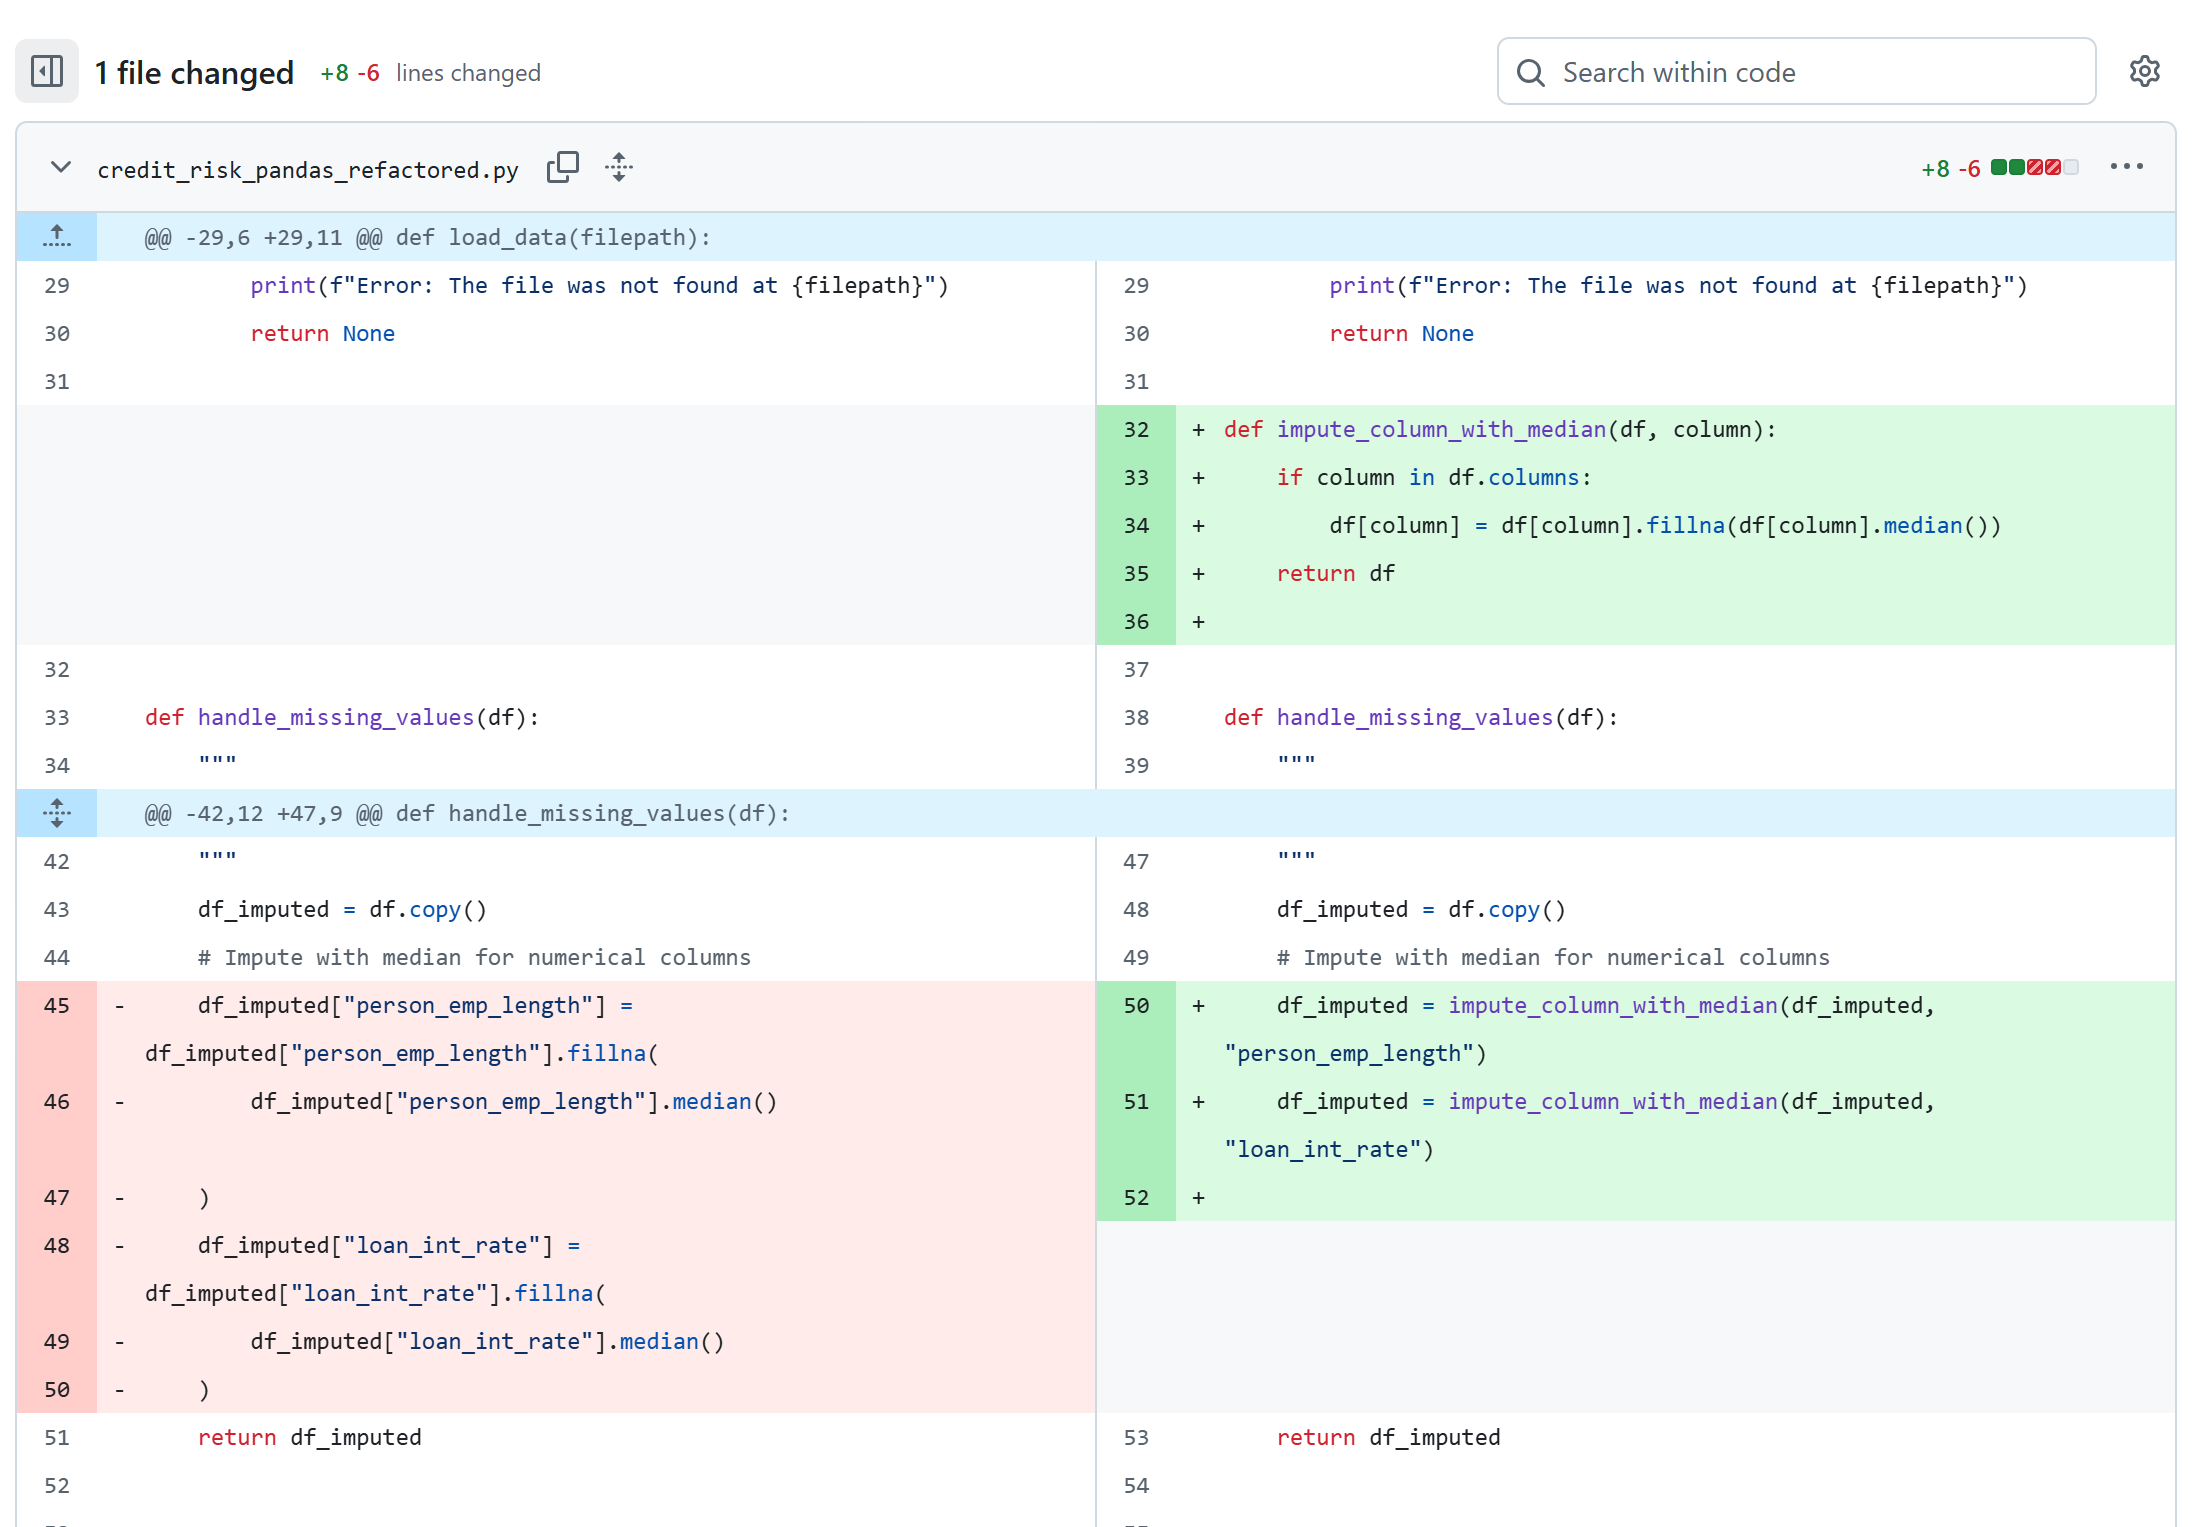 1 file changed +8 -6 lines changed
Search within code
credit_risk_pandas_refactored.py
+8 -6
@@ -29,6 +29,11 @@ def load_data(filepath):
29         print(f"Error: The file was not found at {filepath}")
30         return None
31
29         print(f"Error: The file was not found at {filepath}")
30         return None
31
32 + def impute_column_with_median(df, column):
33 +     if column in df.columns:
34 +         df[column] = df[column].fillna(df[column].median())
35 +     return df
36 +
32
33 def handle_missing_values(df):
34     """
37
38 def handle_missing_values(df):
39     """
@@ -42,12 +47,9 @@ def handle_missing_values(df):
42     """
43     df_imputed = df.copy()
44     # Impute with median for numerical columns
45 -     df_imputed["person_emp_length"] =
df_imputed["person_emp_length"].fillna(
46 -         df_imputed["person_emp_length"].median()
47 -     )
48 -     df_imputed["loan_int_rate"] =
df_imputed["loan_int_rate"].fillna(
49 -         df_imputed["loan_int_rate"].median()
50 -     )
51     return df_imputed
52
47     """
48     df_imputed = df.copy()
49     # Impute with median for numerical columns
50 +     df_imputed = impute_column_with_median(df_imputed,
"person_emp_length")
51 +     df_imputed = impute_column_with_median(df_imputed,
"loan_int_rate")
52 +
53     return df_imputed
54